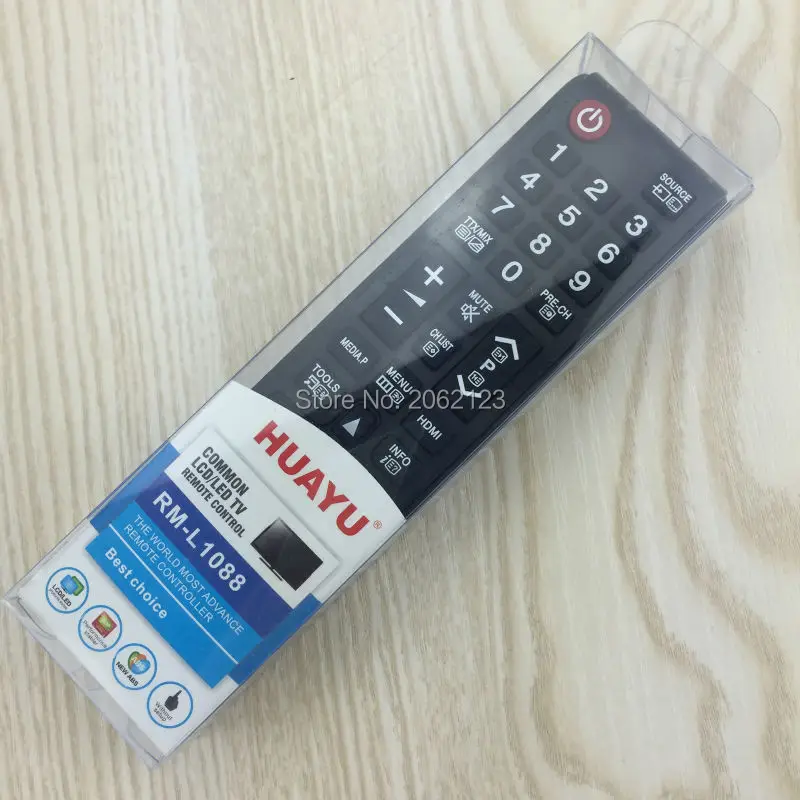 SOURCE
1 2 3
4 5 6
7 8 9
TTX/MIX 0 PRE-CH
+ MUTE
−
CH LIST P
MEDIA.P MENU HDMI
TOOLS INFO
Store No: 2062123
HUAYU®
COMMON
LCD/LED TV
REMOTE CONTROL
RM-L1088
THE WORLD MOST ADVANCE
REMOTE CONTROLLER
Best choice
LCD/LED
NEW ABS
Without
setup